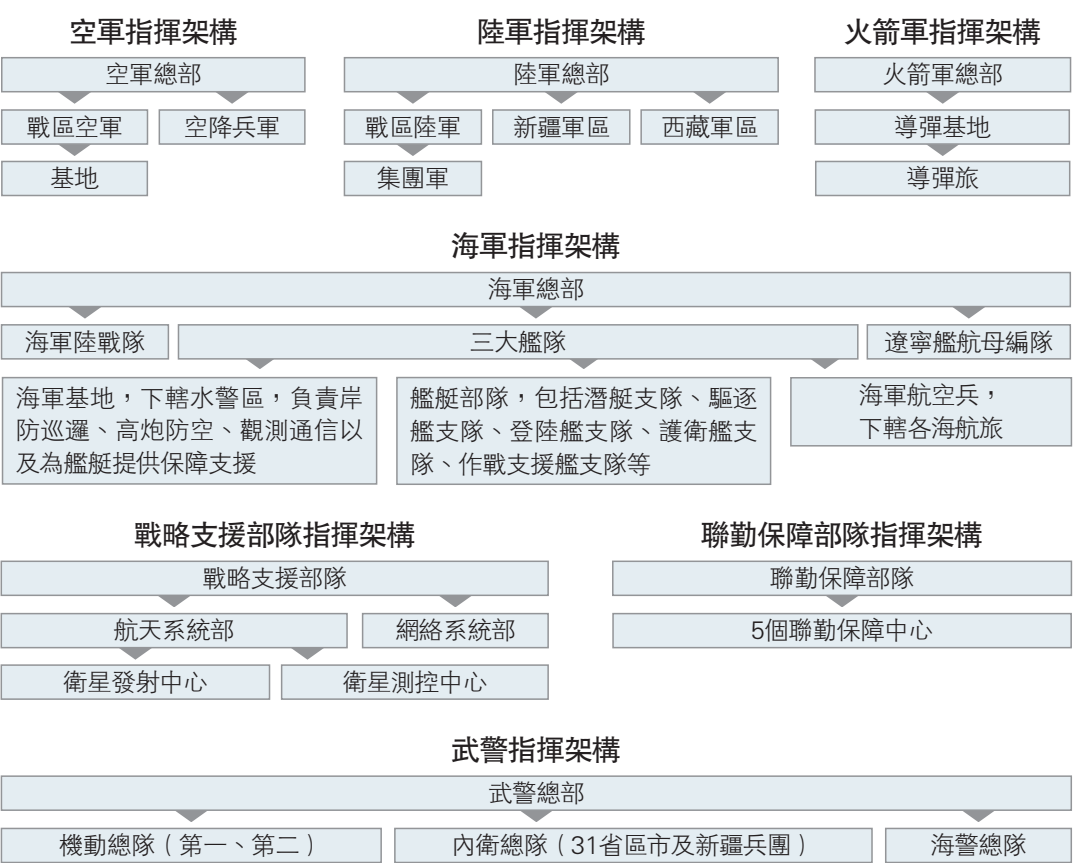 空軍指揮架構
空軍總部
戰區空軍
空降兵軍
基地
陸軍指揮架構
陸軍總部
戰區陸軍
新疆軍區
西藏軍區
集團軍
火箭軍指揮架構
火箭軍總部
導彈基地
導彈旅
海軍指揮架構
海軍總部
海軍陸戰隊
三大艦隊
遼寧艦航母編隊
海軍基地，下轄水警區，負責岸
防巡邏、高炮防空、觀測通信以
及為艦艇提供保障支援
艦艇部隊，包括潛艇支隊、驅逐
艦支隊、登陸艦支隊、護衛艦支
隊、作戰支援艦支隊等
海軍航空兵，
下轄各海航旅
戰略支援部隊指揮架構
戰略支援部隊
航天系統部
網絡系統部
衛星發射中心
衛星測控中心
聯勤保障部隊指揮架構
聯勤保障部隊
5個聯勤保障中心
武警指揮架構
武警總部
機動總隊（第一、第二）
內衛總隊（31省區市及新疆兵團）
海警總隊